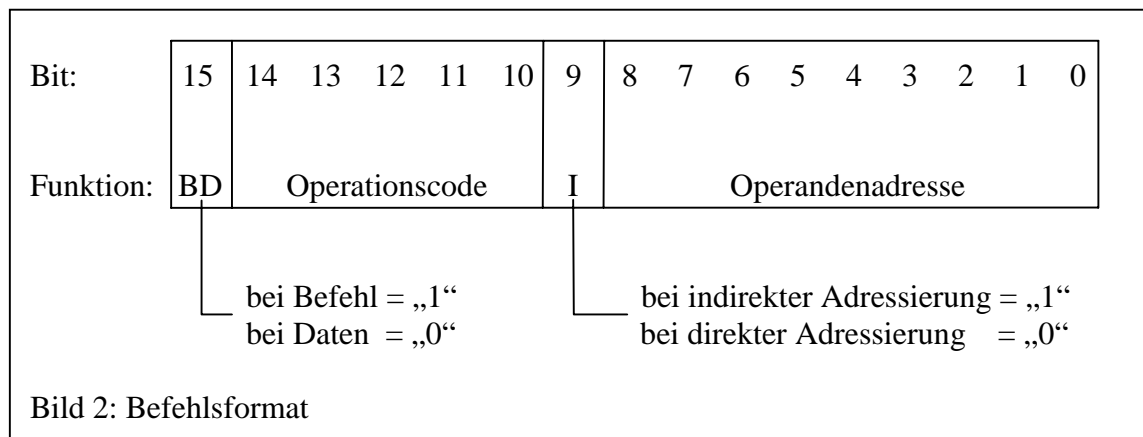 Bit: 15 14 13 12 11 10 9 8 7 6 5 4 3 2 1 0
Funktion: BD Operationscode I Operandenadresse
bei Befehl = „1“ bei indirekter Adressierung = „1“
bei Daten = „0“ bei direkter Adressierung = „0“
Bild 2: Befehlsformat